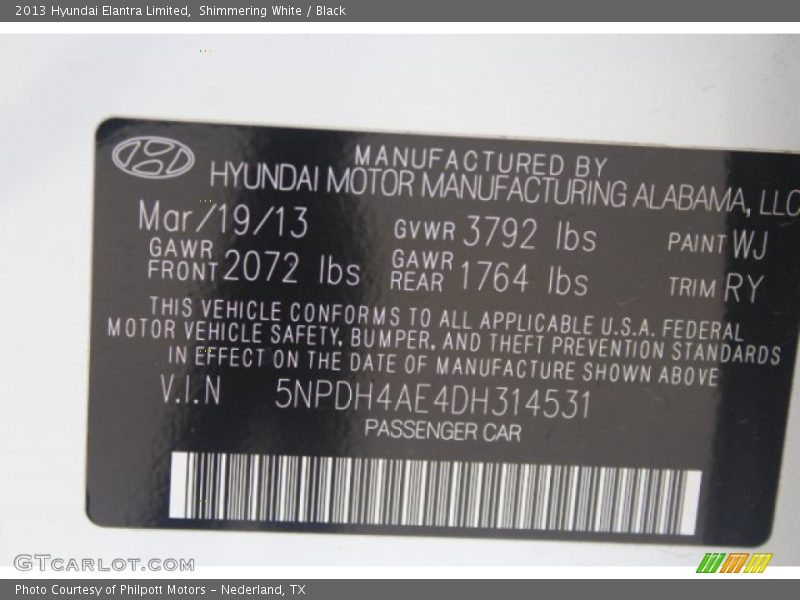 2013 Hyundai Elantra Limited,  Shimmering White / Black
MANUFACTURED BY
HYUNDAI MOTOR MANUFACTURING ALABAMA, LLC
Mar/19/13 GVWR 3792 lbs PAINT WJ
GAWR FRONT 2072 lbs GAWR REAR 1764 lbs TRIM RY
THIS VEHICLE CONFORMS TO ALL APPLICABLE U.S.A. FEDERAL
MOTOR VEHICLE SAFETY, BUMPER, AND THEFT PREVENTION STANDARDS
IN EFFECT ON THE DATE OF MANUFACTURE SHOWN ABOVE
V.I.N 5NPDH4AE4DH314531
PASSENGER CAR
GTCARLOT.COM
Photo Courtesy of Philpott Motors - Nederland, TX